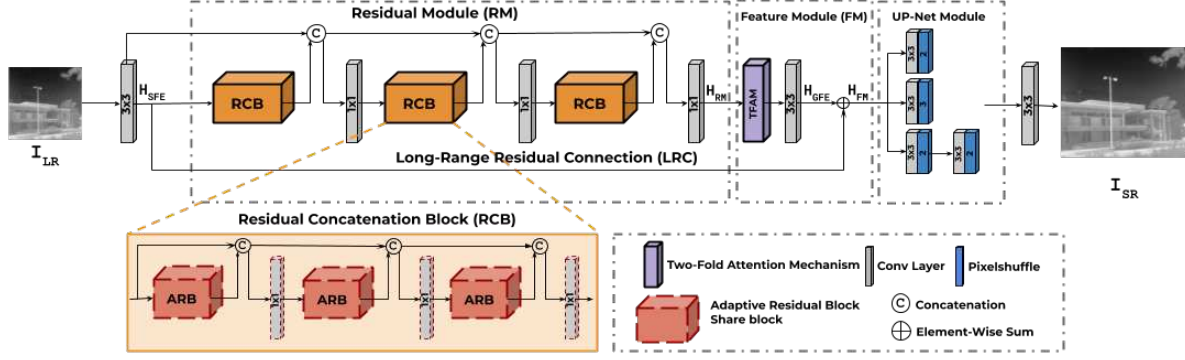 Residual Module (RM)
Feature Module (FM)
UP-Net Module
C
C
C
3x3
H_SFE
RCB
1x1
RCB
1x1
RCB
1x1
H_RM
TFAM
3x3
H_GFE
H_FM
3x3
2
3x3
3
3x3
2
3x3
2
3x3
I_LR
I_SR
Long-Range Residual Connection (LRC)
Residual Concatenation Block (RCB)
C
C
C
ARB
1x1
ARB
1x1
ARB
1x1
Two-Fold Attention Mechanism
Conv Layer
Pixelshuffle
Adaptive Residual Block
Share block
C
Concatenation
Element-Wise Sum